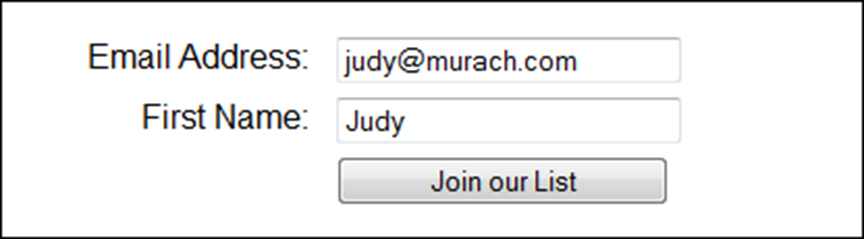 Email Address: judy@murach.com
First Name: Judy
Join our List